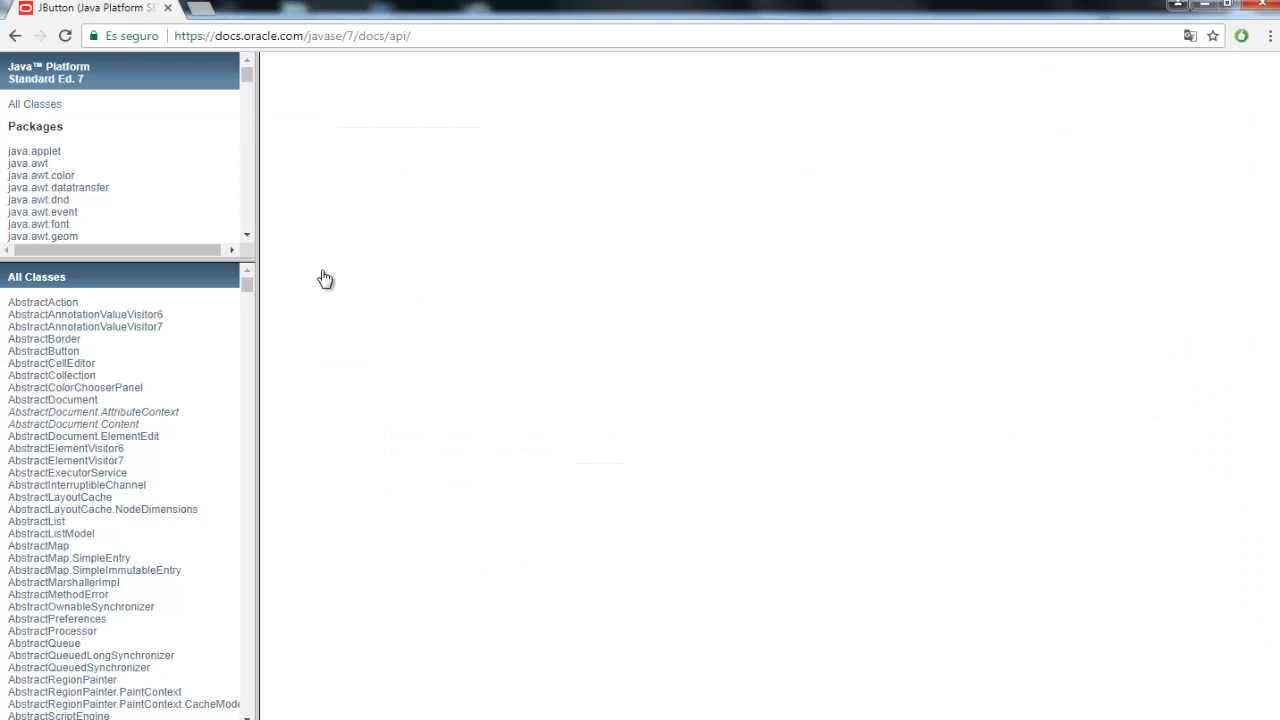 JButton (Java Platform SE
Es seguro
https://docs.oracle.com/javase/7/docs/api/
Java™ Platform
Standard Ed. 7
All Classes
Packages
java.applet
java.awt
java.awt.color
java.awt.datatransfer
java.awt.dnd
java.awt.event
java.awt.font
java.awt.geom
All Classes
AbstractAction
AbstractAnnotationValueVisitor6
AbstractAnnotationValueVisitor7
AbstractBorder
AbstractButton
AbstractCellEditor
AbstractCollection
AbstractColorChooserPanel
AbstractDocument
AbstractDocument.AttributeContext
AbstractDocument.Content
AbstractDocument.ElementEdit
AbstractElementVisitor6
AbstractElementVisitor7
AbstractExecutorService
AbstractInterruptibleChannel
AbstractLayoutCache
AbstractLayoutCache.NodeDimensions
AbstractList
AbstractListModel
AbstractMap
AbstractMap.SimpleEntry
AbstractMap.SimpleImmutableEntry
AbstractMarshallerImpl
AbstractMethodError
AbstractOwnableSynchronizer
AbstractPreferences
AbstractProcessor
AbstractQueue
AbstractQueuedLongSynchronizer
AbstractQueuedSynchronizer
AbstractRegionPainter
AbstractRegionPainter.PaintContext
AbstractRegionPainter.PaintContext.CacheMode
AbstractScriptEngine